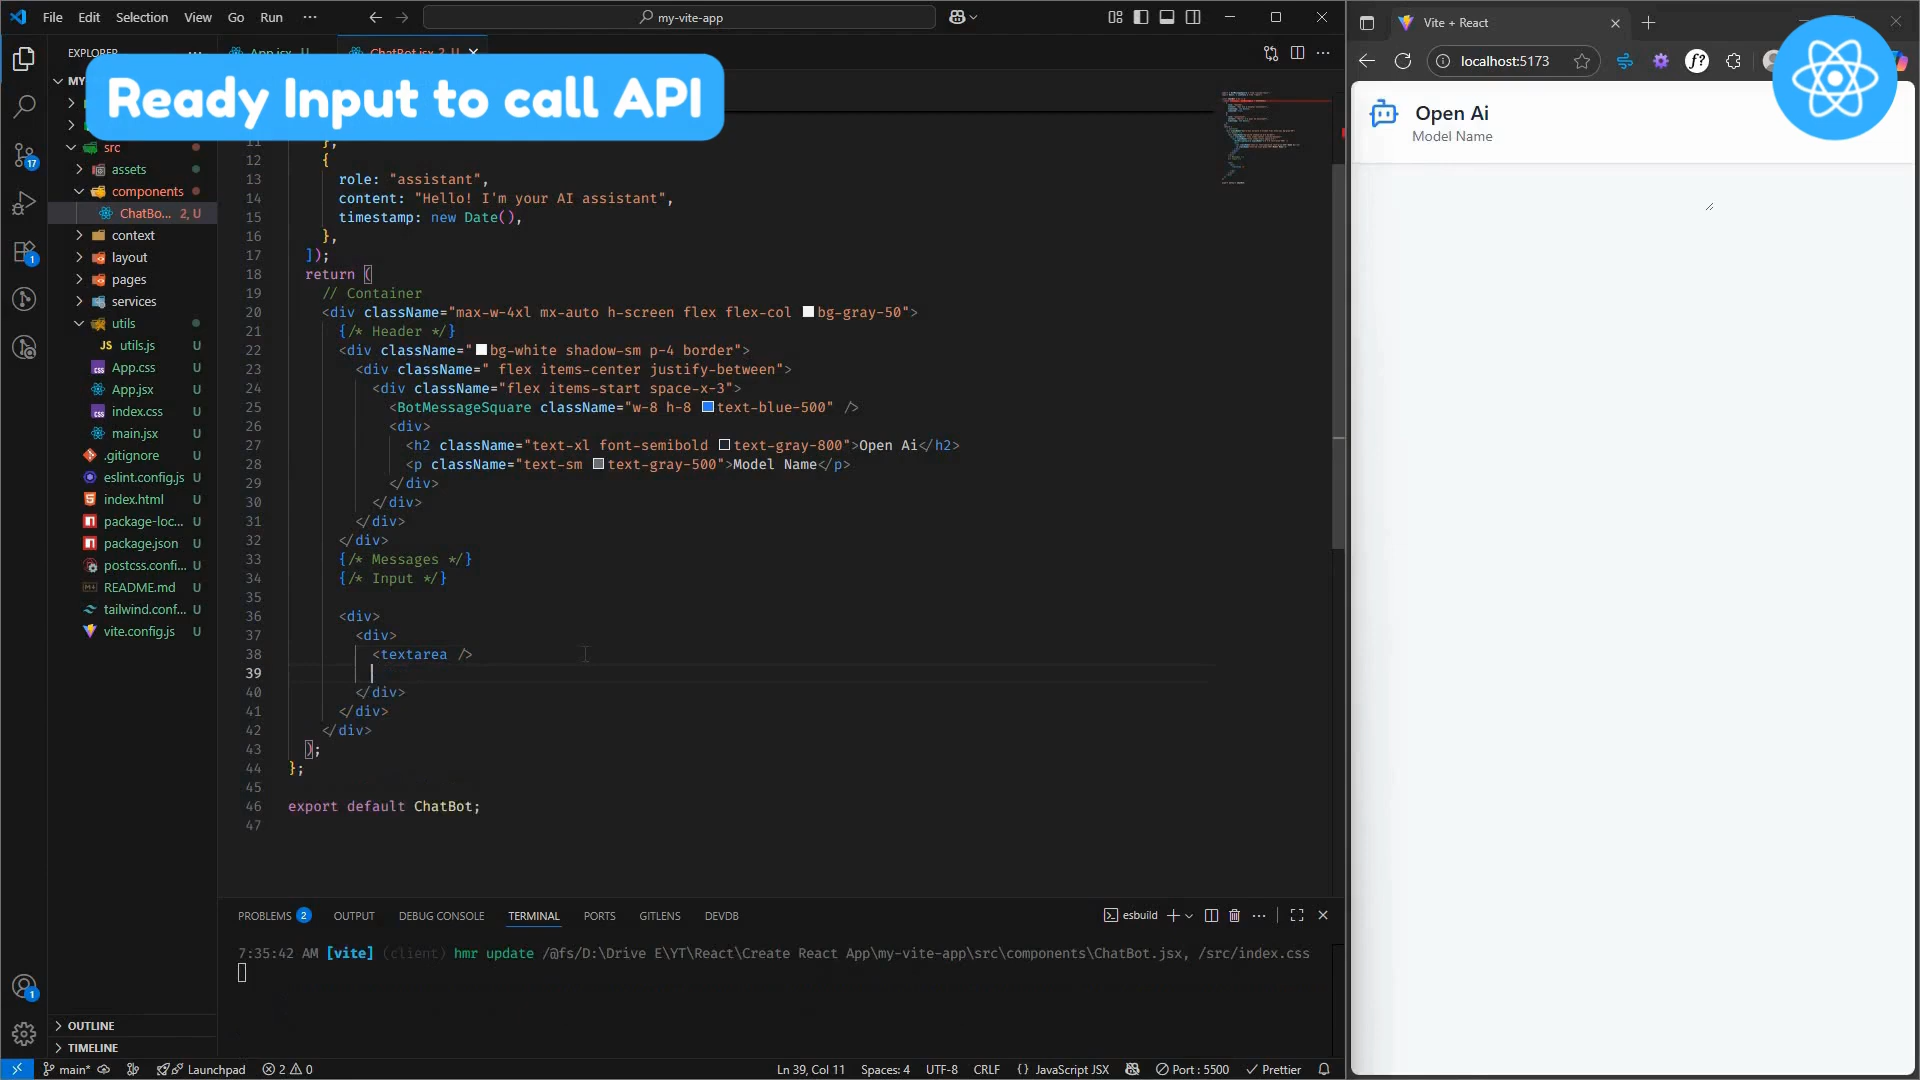 File Edit Selection View Go Run ··· my-vite-app
EXPLORER
Ready Input to call API
MY
src
assets
components
ChatBo... 2, U
context
layout
pages
services
utils
utils.js U
App.css U
App.jsx U
index.css U
main.jsx U
.gitignore U
eslint.config.js U
index.html U
package-loc... U
package.json U
postcss.confi... U
README.md U
tailwind.conf... U
vite.config.js U
OUTLINE
TIMELINE
App.jsx U
ChatBot.jsx 2, U
11 },
12 {
13 role: "assistant",
14 content: "Hello! I'm your AI assistant",
15 timestamp: new Date(),
16 },
17 ]);
18 return (
19 // Container
20 <div className="max-w-4xl mx-auto h-screen flex flex-col bg-gray-50">
21 {/* Header */}
22 <div className="bg-white shadow-sm p-4 border">
23 <div className=" flex items-center justify-between">
24 <div className="flex items-start space-x-3">
25 <BotMessageSquare className="w-8 h-8 text-blue-500" />
26 <div>
27 <h2 className="text-xl font-semibold text-gray-800">Open Ai</h2>
28 <p className="text-sm text-gray-500">Model Name</p>
29 </div>
30 </div>
31 </div>
32 </div>
33 {/* Messages */}
34 {/* Input */}
35
36 <div>
37 <div>
38 <textarea />
39
40 </div>
41 </div>
42 </div>
43 );
44 };
45
46 export default ChatBot;
47
PROBLEMS 2 OUTPUT DEBUG CONSOLE TERMINAL PORTS GITLENS DEVDB esbuild
7:35:42 AM [vite] (client) hmr update /@fs/D:\Drive E\YT\React\Create React App\my-vite-app\src\components\ChatBot.jsx, /src/index.css
main* Launchpad 2 0 Ln 39, Col 11 Spaces: 4 UTF-8 CRLF {} JavaScript JSX Port : 5500 Prettier
17
1
1
Vite + React
localhost:5173
f?
Open Ai
Model Name